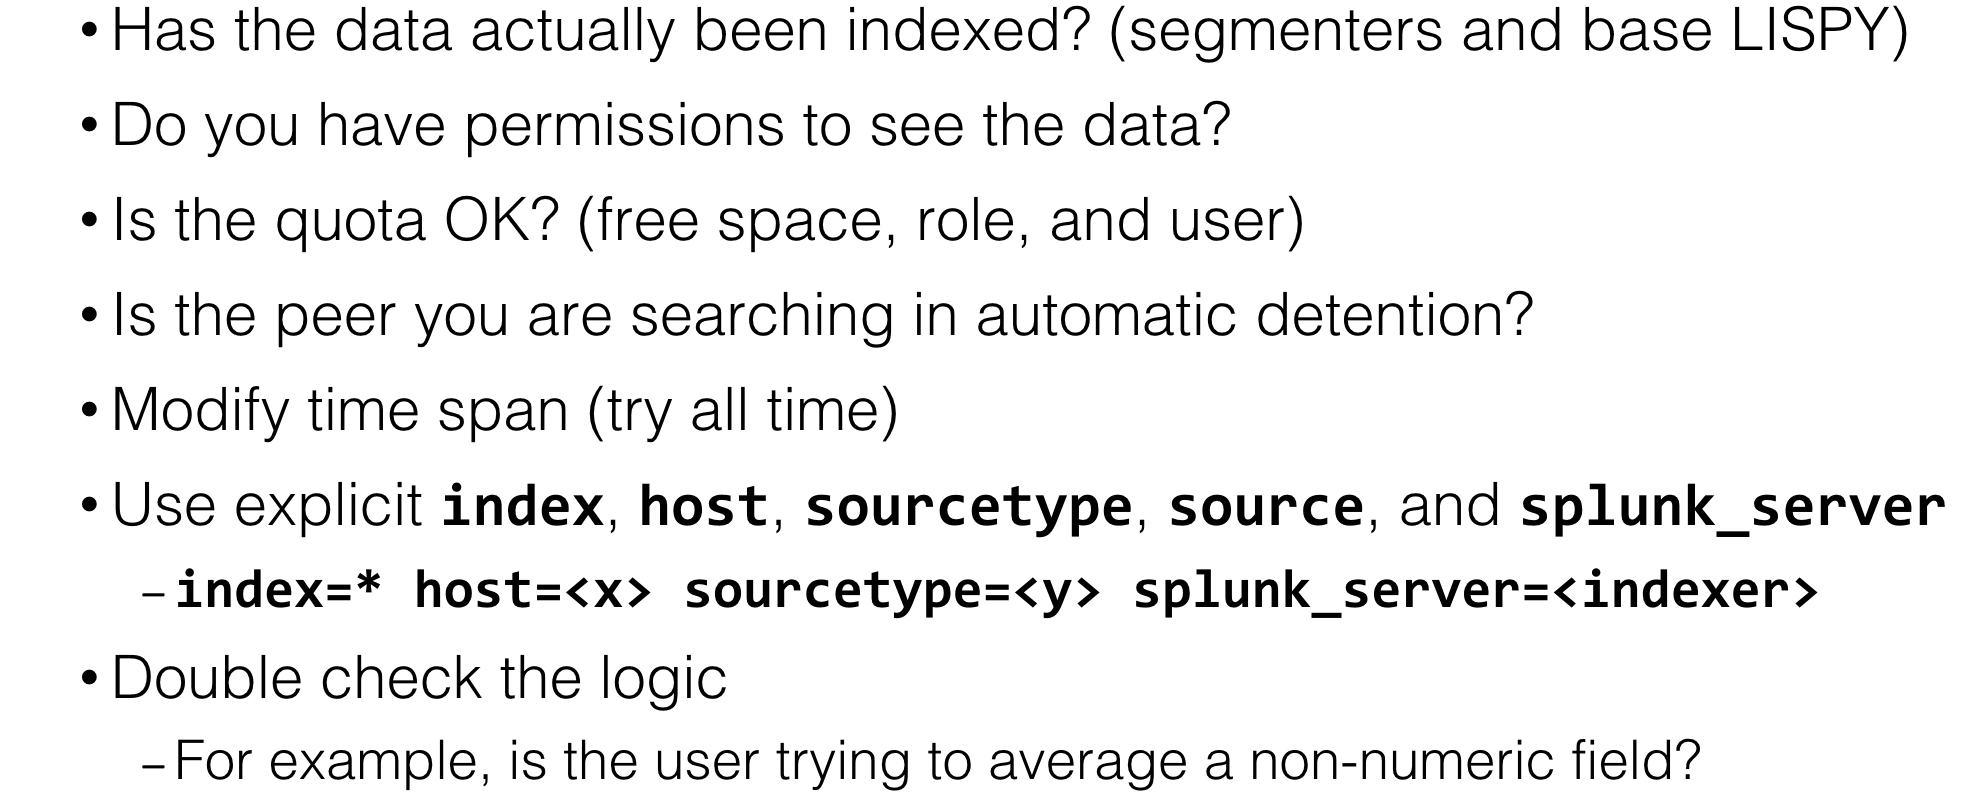 • Has the data actually been indexed? (segmenters and base LISPY)
• Do you have permissions to see the data?
• Is the quota OK? (free space, role, and user)
• Is the peer you are searching in automatic detention?
• Modify time span (try all time)
• Use explicit index, host, sourcetype, source, and splunk_server
– index=* host=<x> sourcetype=<y> splunk_server=<indexer>
• Double check the logic
– For example, is the user trying to average a non-numeric field?